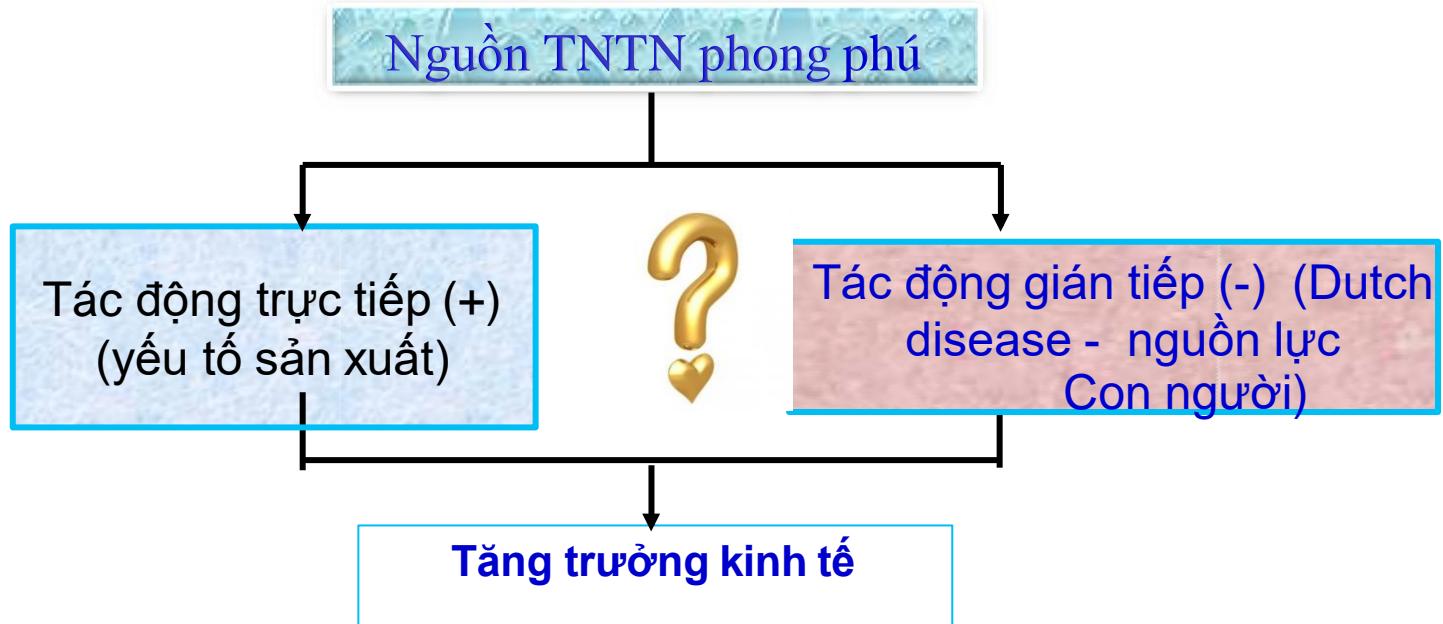 Nguồn TNTN phong phú
Tác động trực tiếp (+)
(yếu tố sản xuất)
Tác động gián tiếp (-) (Dutch
disease - nguồn lực
Con người)
Tăng trưởng kinh tế